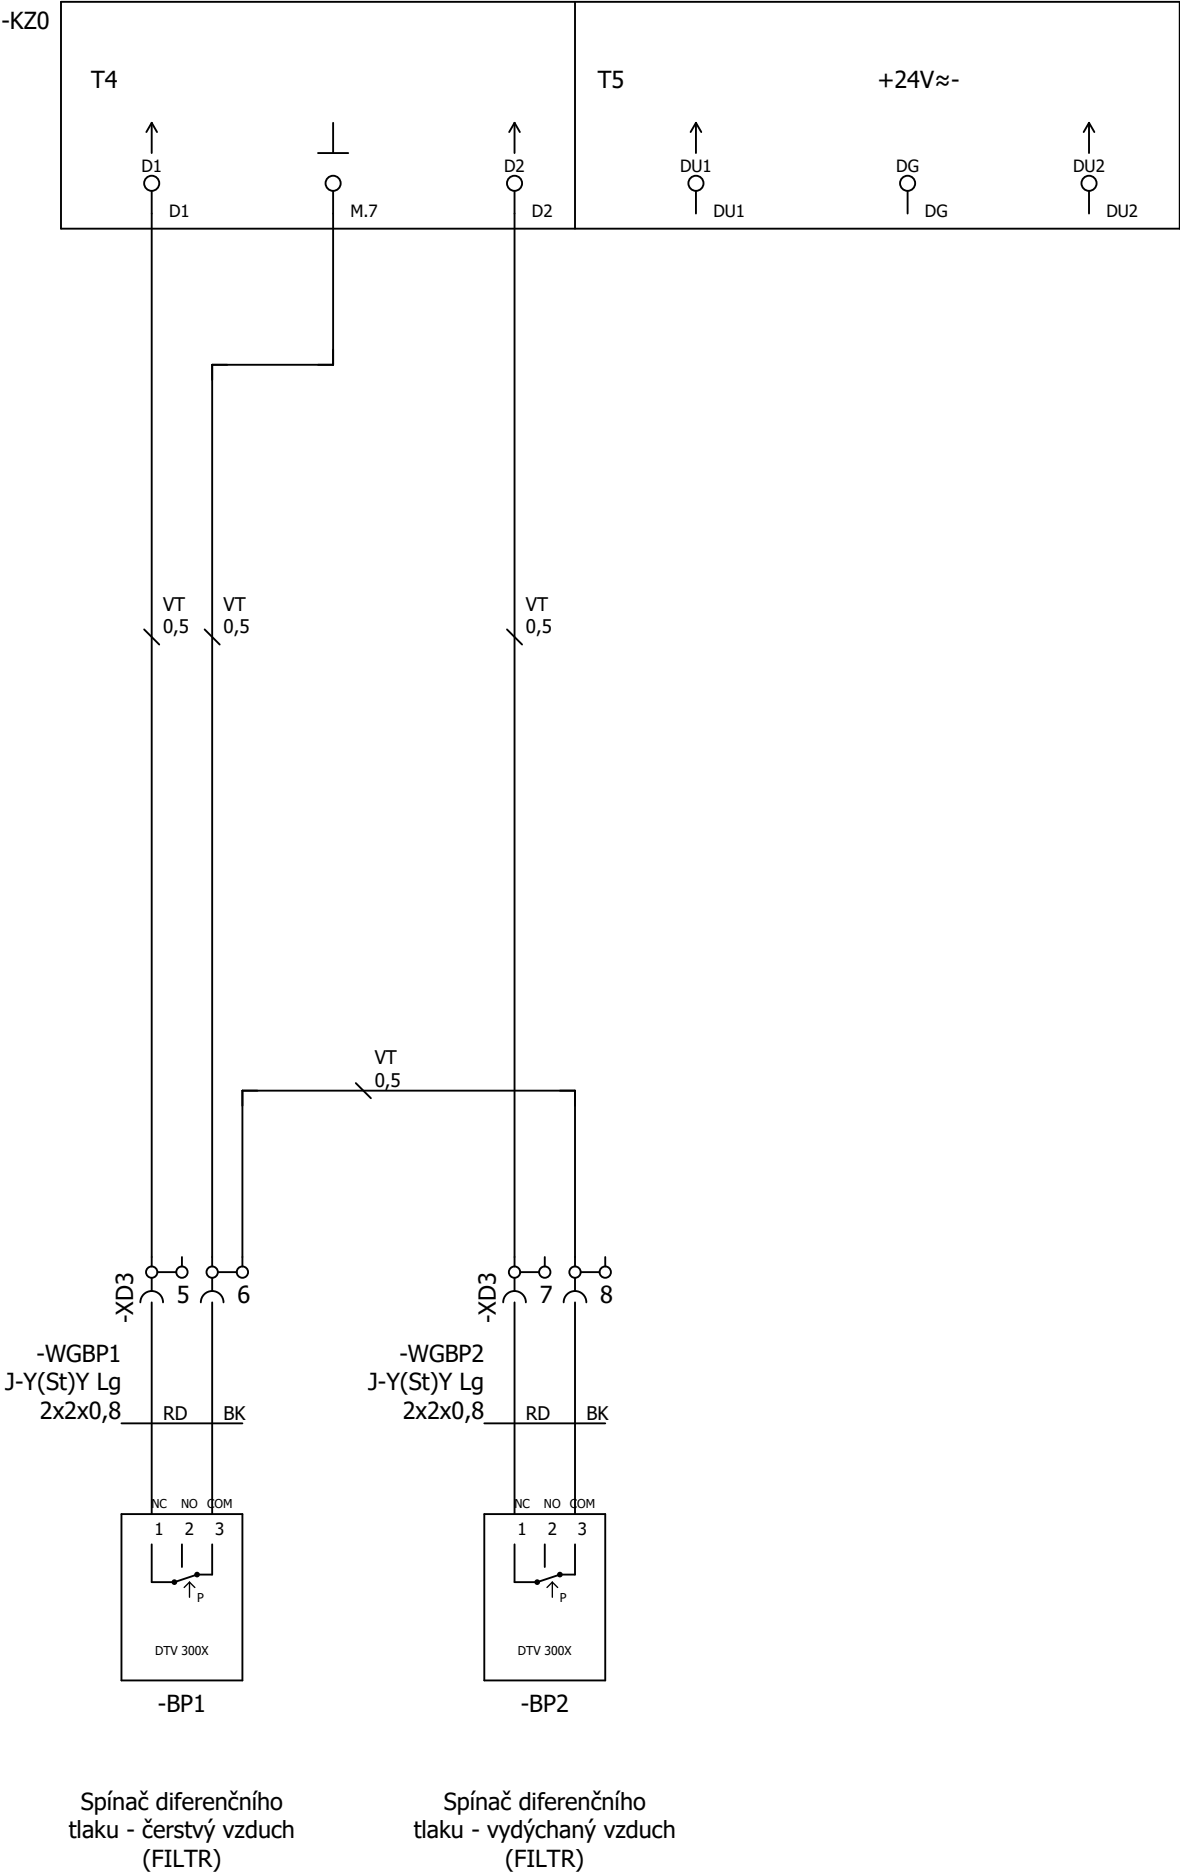 -KZ0
T4
T5
+24V≈-
D1
D2
DU1
DG
DU2
D1
M.7
D2
DU1
DG
DU2
VT
0,5
VT
0,5
VT
0,5
VT
0,5
-XD3
5
6
-XD3
7
8
-WGBP1
J-Y(St)Y Lg
2x2x0,8
RD
BK
-WGBP2
J-Y(St)Y Lg
2x2x0,8
RD
BK
NC NO COM
1 2 3
P
DTV 300X
-BP1
NC NO COM
1 2 3
P
DTV 300X
-BP2
Spínač diferenčního
tlaku - čerstvý vzduch
(FILTR)
Spínač diferenčního
tlaku - vydýchaný vzduch
(FILTR)